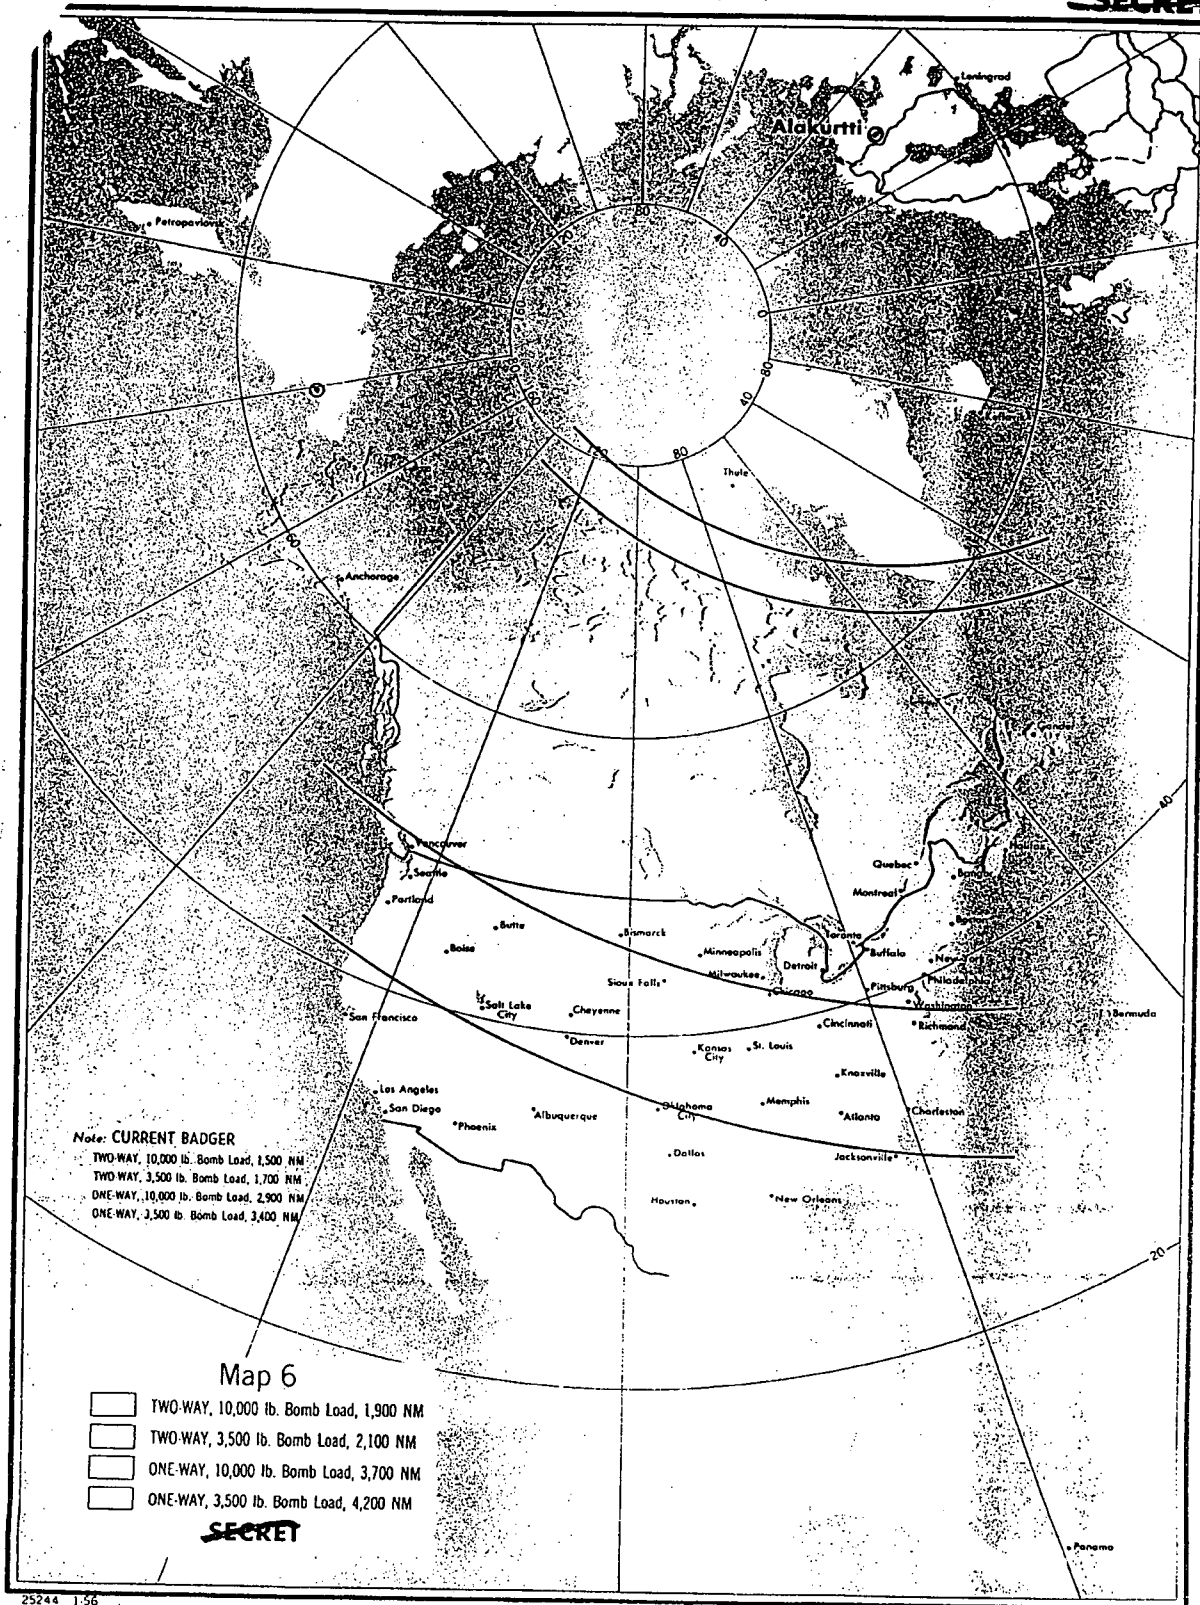 SECRET
Leningrad
Alakurtti
Petropavlovsk
80
40
0
80
40
80
Thule
60
Anchorage
40
Vancouver
Seattle
Portland
Quebec
Montreal
Bangor
Halifax
Boston
Butte
Boise
Bismarck
Toronto
Buffalo
Minneapolis
Milwaukee
Detroit
New York
Sioux Falls
Chicago
Pittsburg
Philadelphia
Washington
Salt Lake
City
Cheyenne
San Francisco
Cincinnati
Richmond
Bermuda
Denver
Kansas
City
St. Louis
Knoxville
Los Angeles
San Diego
Phoenix
Albuquerque
Oklahoma
City
Memphis
Atlanta
Charleston
Dallas
Jacksonville
Houston
New Orleans
Note: CURRENT BADGER
TWO-WAY, 10,000 lb. Bomb Load, 1,500 NM
TWO-WAY, 3,500 lb. Bomb Load, 1,700 NM
ONE-WAY, 10,000 lb. Bomb Load, 2,900 NM
ONE-WAY, 3,500 lb. Bomb Load, 3,400 NM
20
Map 6
TWO-WAY, 10,000 lb. Bomb Load, 1,900 NM
TWO-WAY, 3,500 lb. Bomb Load, 2,100 NM
ONE-WAY, 10,000 lb. Bomb Load, 3,700 NM
ONE-WAY, 3,500 lb. Bomb Load, 4,200 NM
SECRET
Panama
25244 1-56